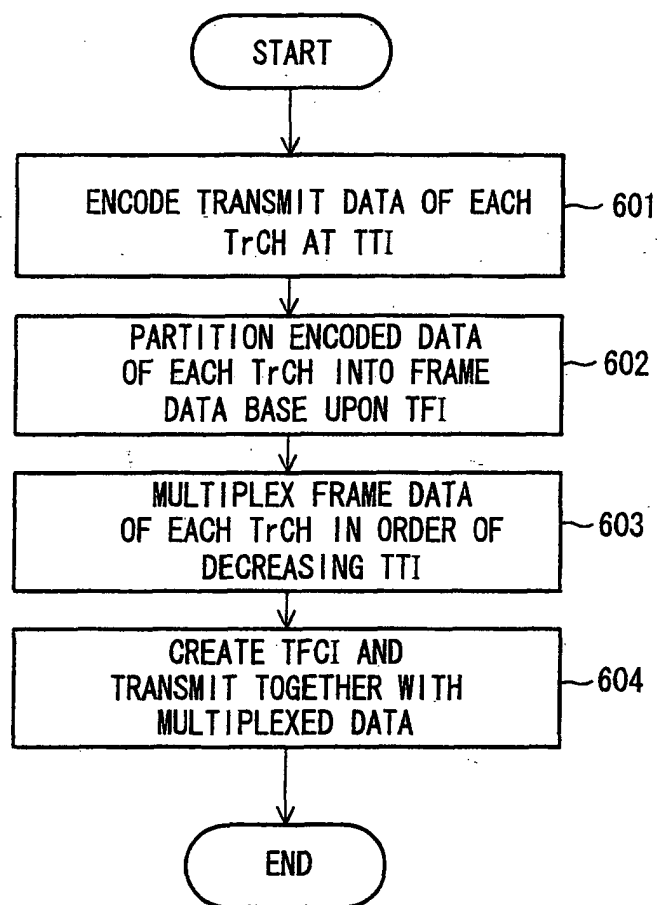 START
ENCODE TRANSMIT DATA OF EACH
TrCH AT TTI
601
PARTITION ENCODED DATA
OF EACH TrCH INTO FRAME
DATA BASE UPON TFI
602
MULTIPLEX FRAME DATA
OF EACH TrCH IN ORDER OF
DECREASING TTI
603
CREATE TFCI AND
TRANSMIT TOGETHER WITH
MULTIPLEXED DATA
604
END